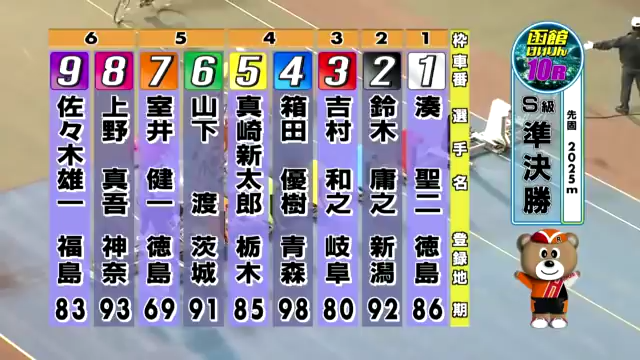 函館
けいりん
10R
S級
準決勝
先固 2025m
枠 1 2 3 4 5 6
車番 1 2 3 4 5 6 7 8 9
選手名
登録地
期
湊 聖二 徳島 86
鈴木 庸之 新潟 92
吉村 和之 岐阜 80
箱田 優樹 青森 98
真崎新太郎 栃木 85
山下 渡 茨城 91
室井 健一 徳島 69
上野 真吾 神奈 93
佐々木雄一 福島 83